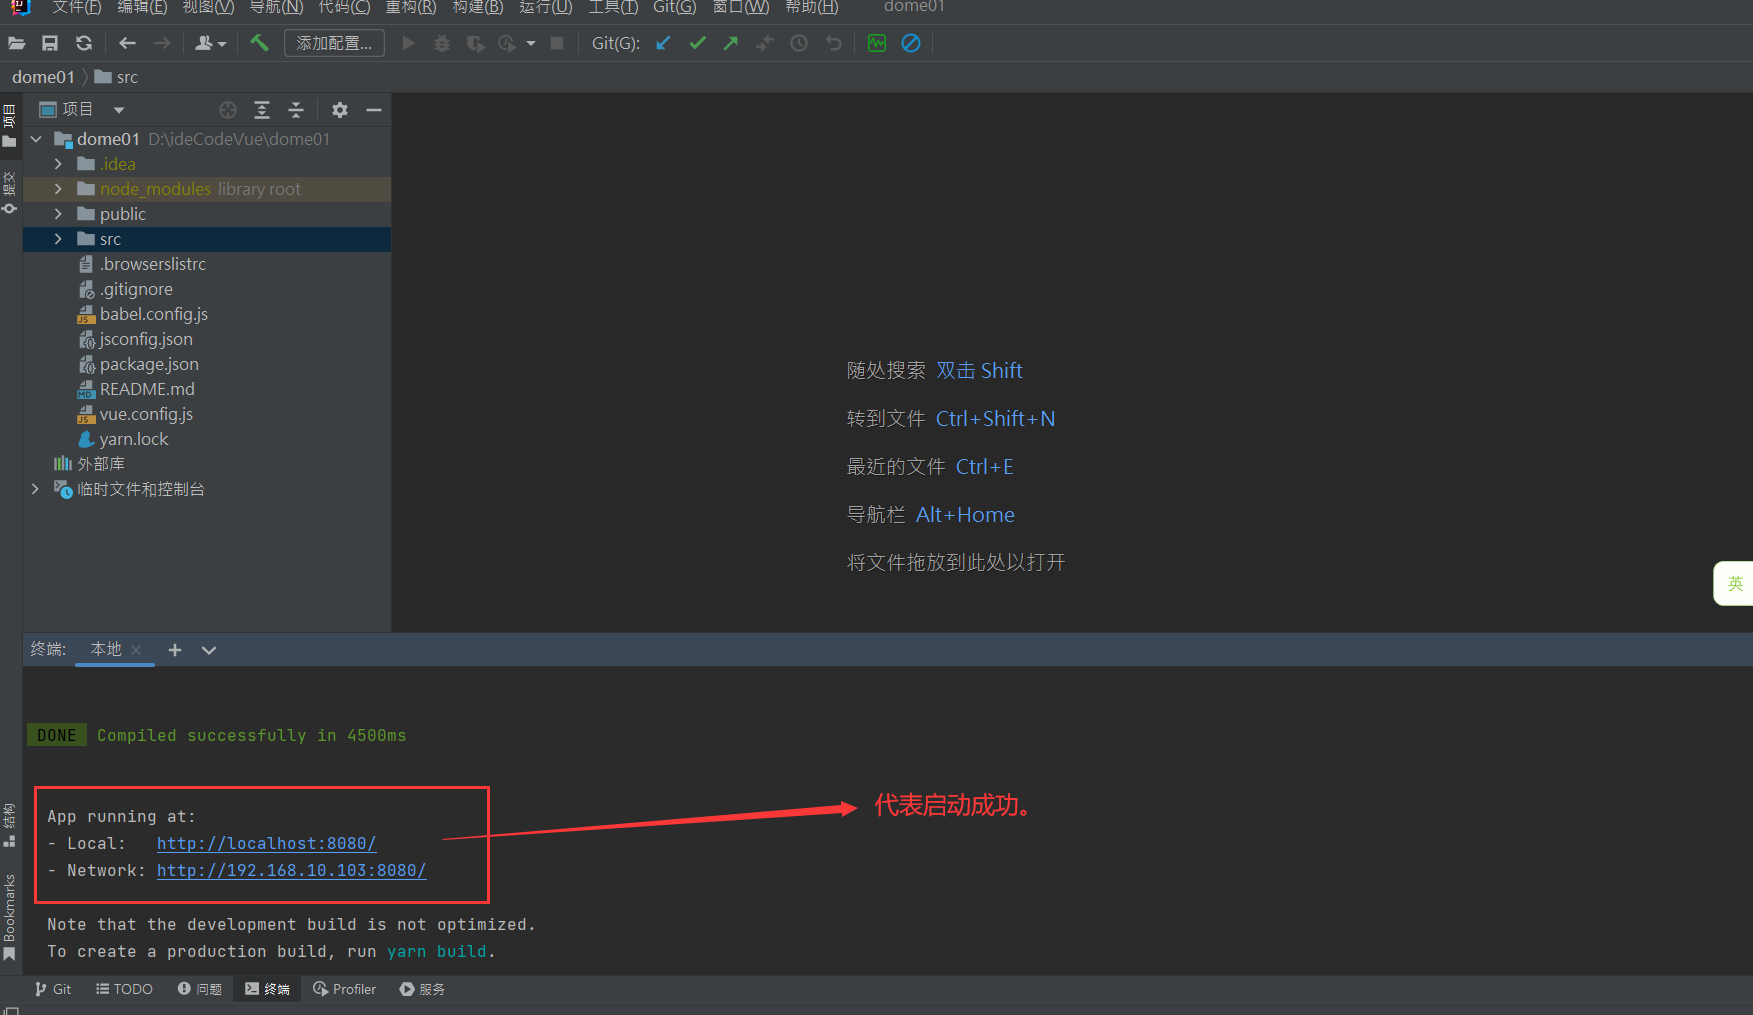 文件(F) 编辑(E) 视图(V) 导航(N) 代码(C) 重构(R) 构建(B) 运行(U) 工具(T) Git(G) 窗口(W) 帮助(H) dome01
添加配置... Git(G):
dome01 src
项目
提交
项目
dome01 D:\ideCodeVue\dome01
.idea
node_modules library root
public
src
.browserslistrc
.gitignore
babel.config.js
jsconfig.json
package.json
README.md
vue.config.js
yarn.lock
外部库
临时文件和控制台
随处搜索 双击 Shift
转到文件 Ctrl+Shift+N
最近的文件 Ctrl+E
导航栏 Alt+Home
将文件拖放到此处以打开
英
终端: 本地
DONE Compiled successfully in 4500ms
App running at:
- Local: http://localhost:8080/
- Network: http://192.168.10.103:8080/
代表启动成功。
Note that the development build is not optimized.
To create a production build, run yarn build.
结构
Bookmarks
Git TODO 问题 终端 Profiler 服务